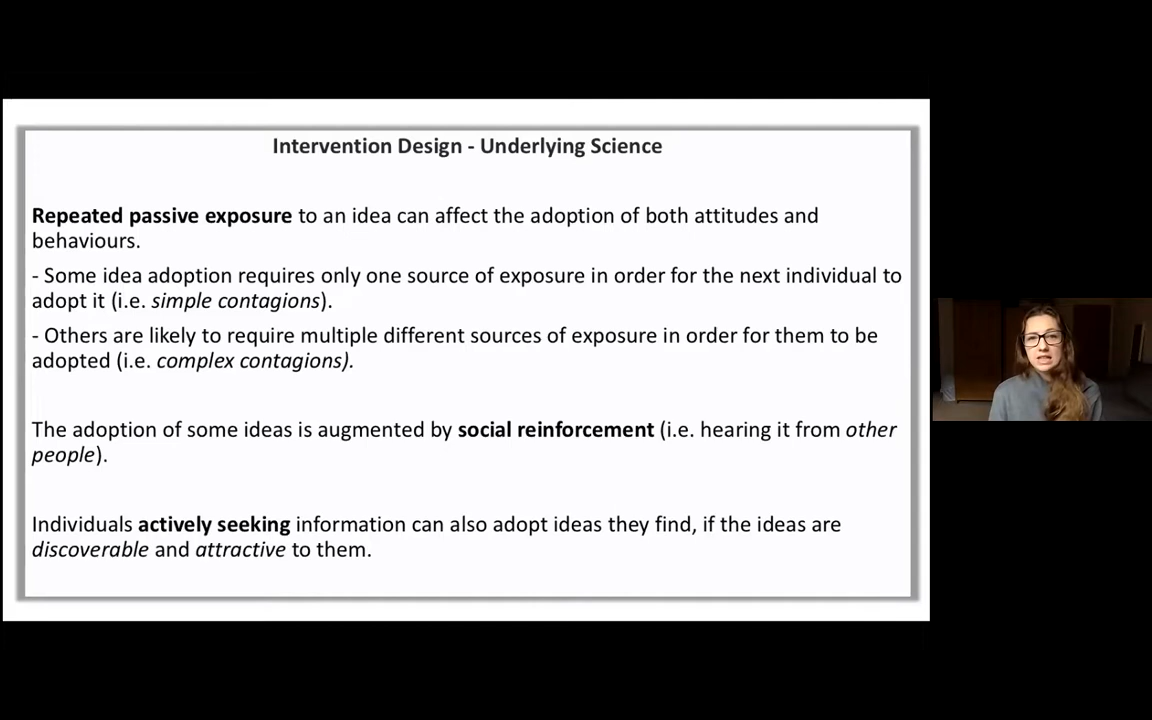 Intervention Design - Underlying Science
Repeated passive exposure to an idea can affect the adoption of both attitudes and
behaviours.
- Some idea adoption requires only one source of exposure in order for the next individual to
adopt it (i.e. simple contagions).
- Others are likely to require multiple different sources of exposure in order for them to be
adopted (i.e. complex contagions).
The adoption of some ideas is augmented by social reinforcement (i.e. hearing it from other
people).
Individuals actively seeking information can also adopt ideas they find, if the ideas are
discoverable and attractive to them.